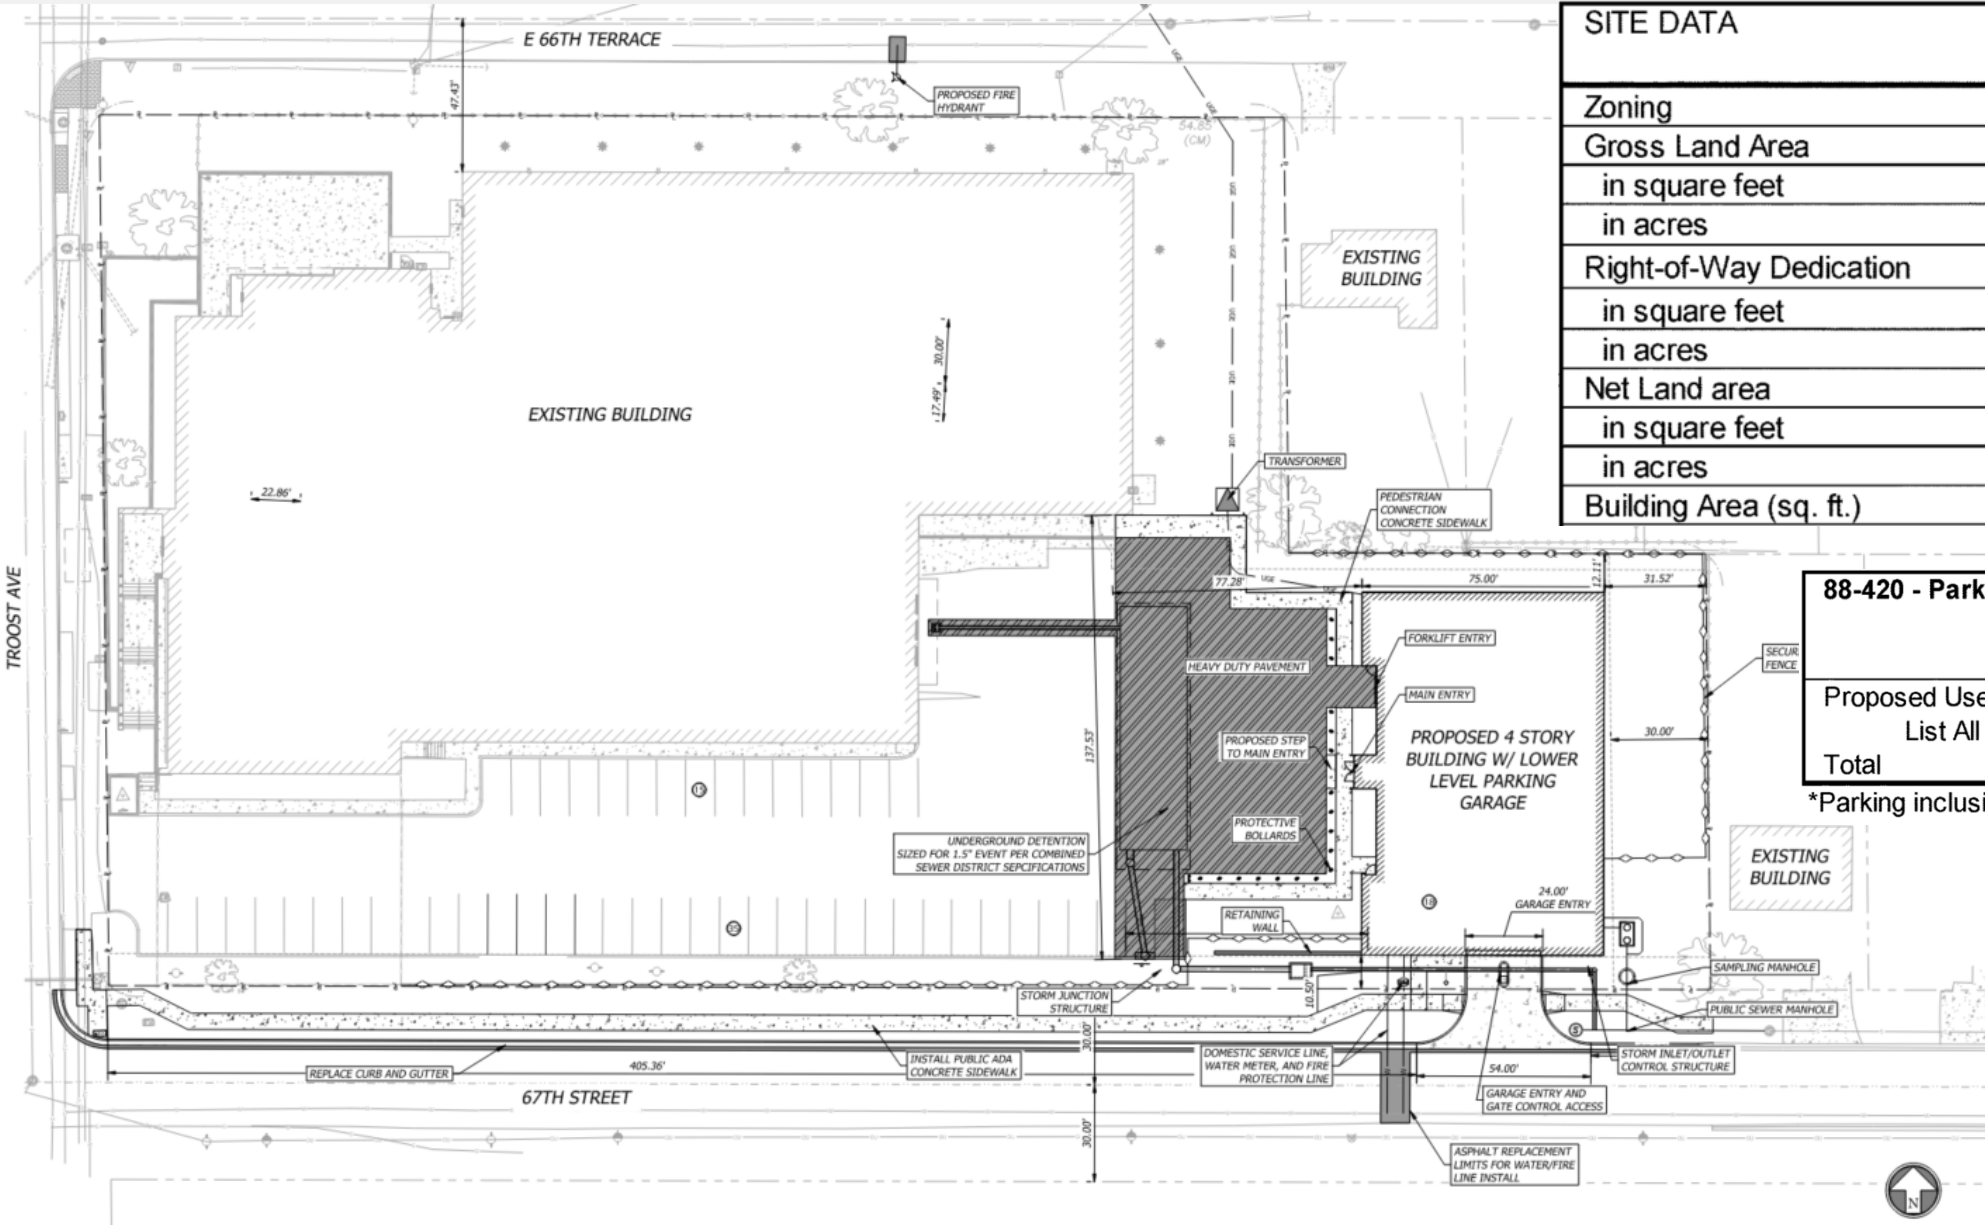 E 66TH TERRACE
47.43'
PROPOSED FIRE
HYDRANT
54.85'
(CM)
EXISTING
BUILDING
EXISTING BUILDING
30.00'
17.49'
22.86'
TRANSFORMER
PEDESTRIAN
CONNECTION
CONCRETE SIDEWALK
TROOST AVE
77.28'
UGE
75.00'
12.11'
31.52'
FORKLIFT ENTRY
HEAVY DUTY PAVEMENT
MAIN ENTRY
SECUR
FENCE
137.53'
PROPOSED STEP
TO MAIN ENTRY
PROPOSED 4 STORY
BUILDING W/ LOWER
LEVEL PARKING
GARAGE
30.00'
15
PROTECTIVE
BOLLARDS
UNDERGROUND DETENTION
SIZED FOR 1.5" EVENT PER COMBINED
SEWER DISTRICT SEPCIFICATIONS
EXISTING
BUILDING
24.00'
GARAGE ENTRY
18
35
RETAINING
WALL
SAMPLING MANHOLE
STORM JUNCTION
STRUCTURE
10.50'
PUBLIC SEWER MANHOLE
S
30.00'
REPLACE CURB AND GUTTER
405.36'
INSTALL PUBLIC ADA
CONCRETE SIDEWALK
DOMESTIC SERVICE LINE,
WATER METER, AND FIRE
PROTECTION LINE
54.00'
STORM INLET/OUTLET
CONTROL STRUCTURE
67TH STREET
GARAGE ENTRY AND
GATE CONTROL ACCESS
30.00'
ASPHALT REPLACEMENT
LIMITS FOR WATER/FIRE
LINE INSTALL
N
SITE DATA
Zoning
Gross Land Area
in square feet
in acres
Right-of-Way Dedication
in square feet
in acres
Net Land area
in square feet
in acres
Building Area (sq. ft.)
88-420 - Park
Proposed Use
List All
Total
*Parking inclusi